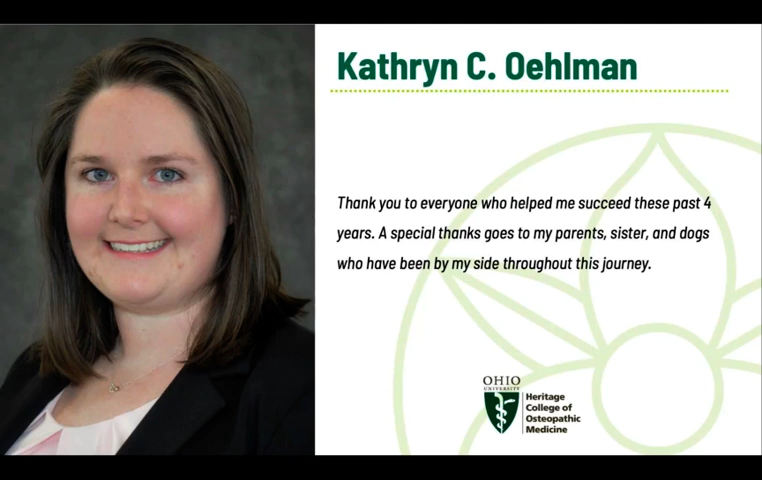 Kathryn C. Oehlman
Thank you to everyone who helped me succeed these past 4
years. A special thanks goes to my parents, sister, and dogs
who have been by my side throughout this journey.
OHIO
UNIVERSITY
Heritage
College of
Osteopathic
Medicine